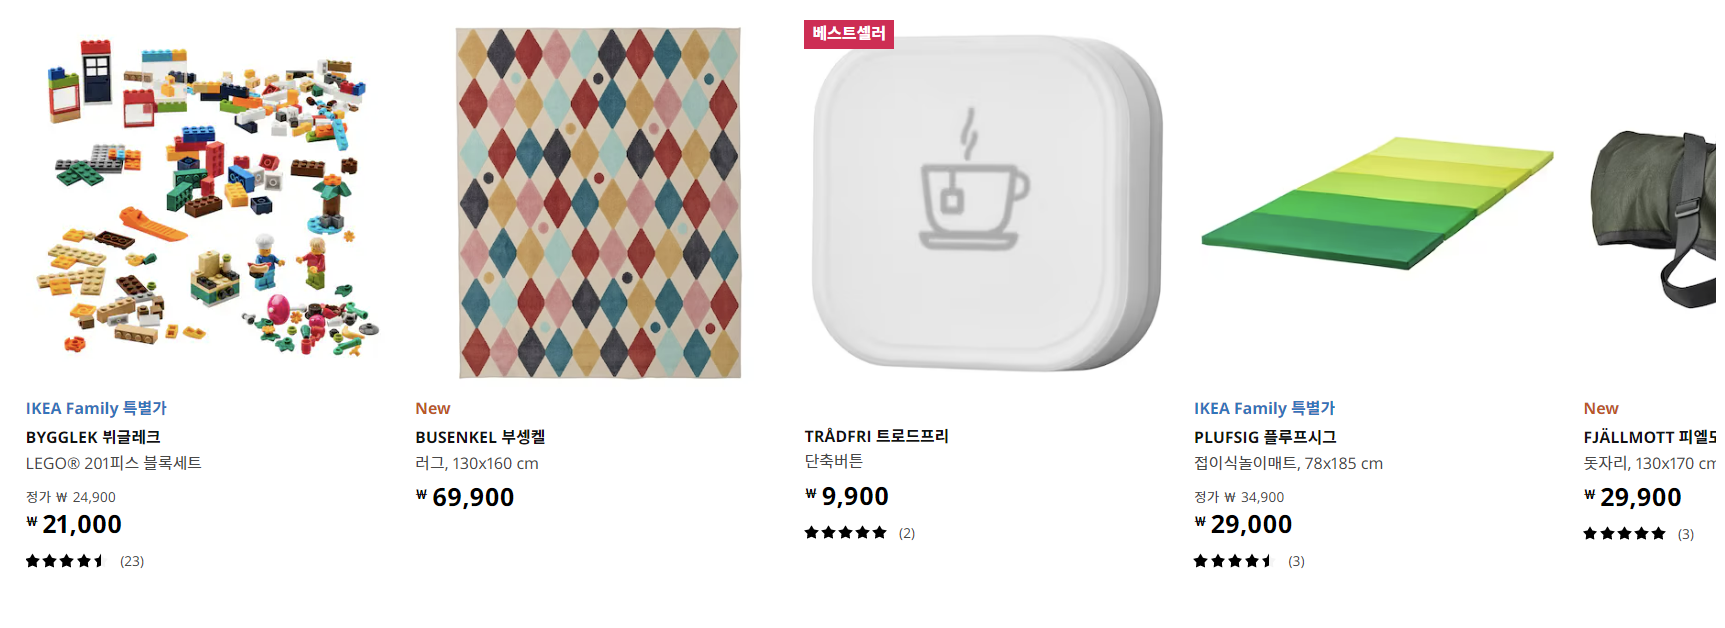 IKEA Family 특별가
BYGGLEK 뷔글레크
LEGO® 201피스 블록세트
정가 ₩ 24,900
₩ 21,000
(23)
New
BUSENKEL 부셍켈
러그, 130x160 cm
₩ 69,900
베스트셀러
TRÅDFRI 트로드프리
단축버튼
₩ 9,900
(2)
IKEA Family 특별가
PLUFSIG 플루프시그
접이식놀이매트, 78x185 cm
정가 ₩ 34,900
₩ 29,000
(3)
New
FJÄLLMOTT 피엘
돗자리, 130x170 cm
₩ 29,900
(3)